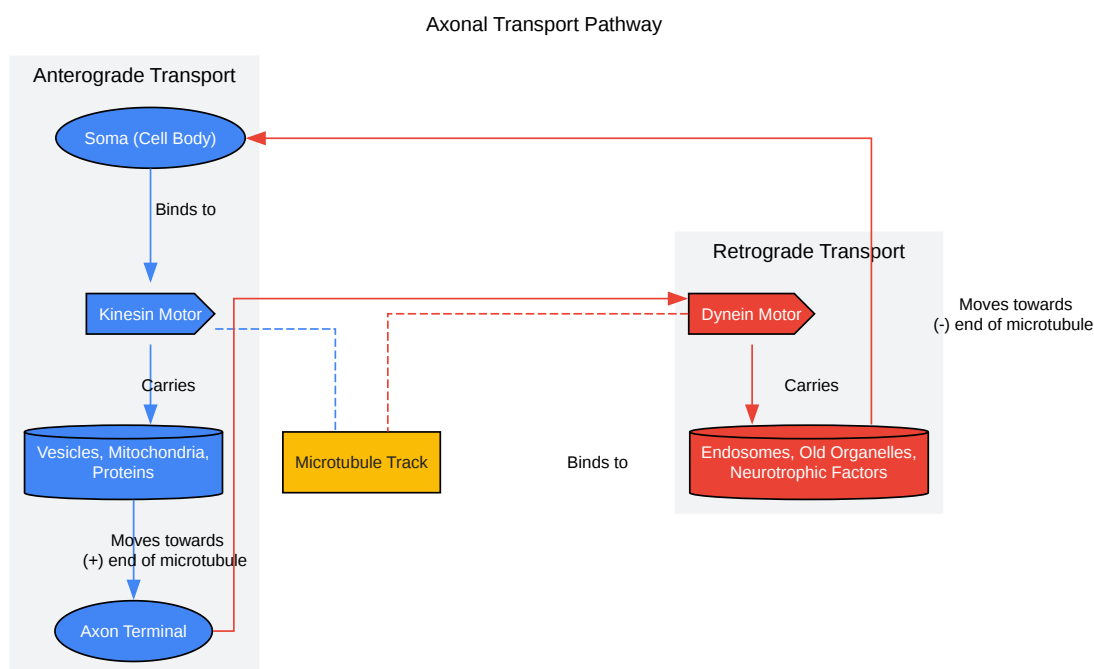 Axonal Transport Pathway
Anterograde Transport
Soma (Cell Body)
Binds to
Kinesin Motor
Carries
Vesicles, Mitochondria,
Proteins
Moves towards
(+) end of microtubule
Axon Terminal
Microtubule Track
Binds to
Retrograde Transport
Dynein Motor
Carries
Endosomes, Old Organelles,
Neurotrophic Factors
Moves towards
(-) end of microtubule